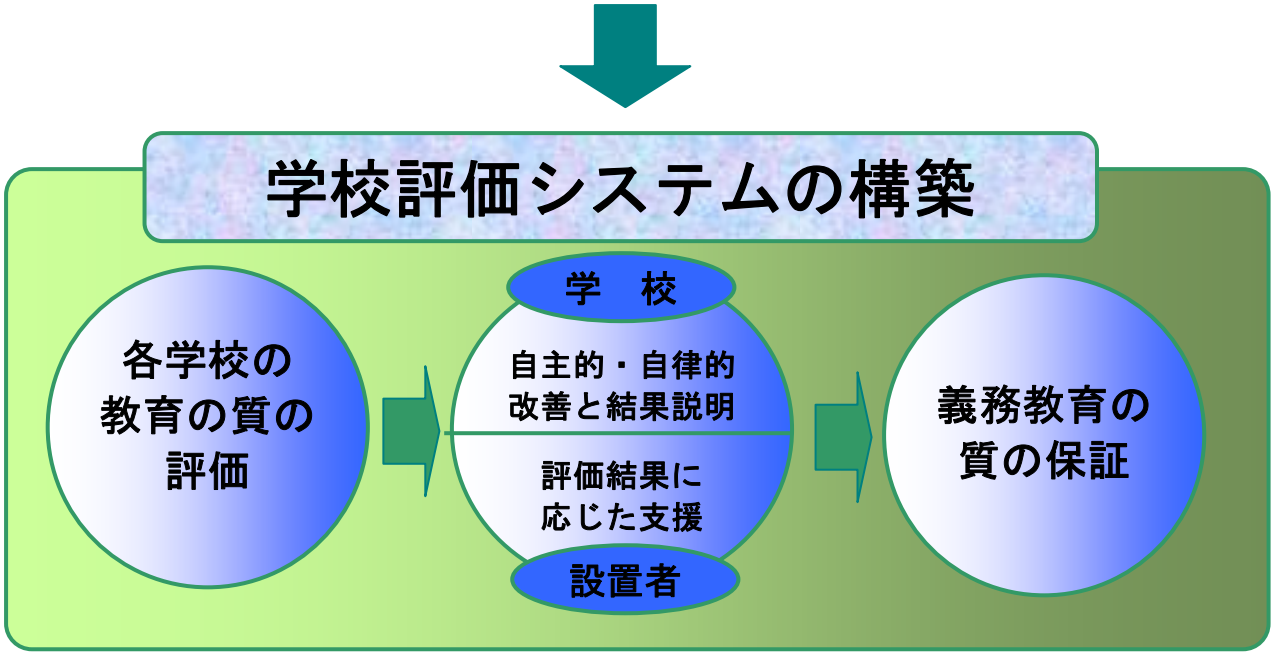 学校評価システムの構築
各学校の
教育の質の
評価
学　校
自主的・自律的
改善と結果説明
評価結果に
応じた支援
設置者
義務教育の
質の保証